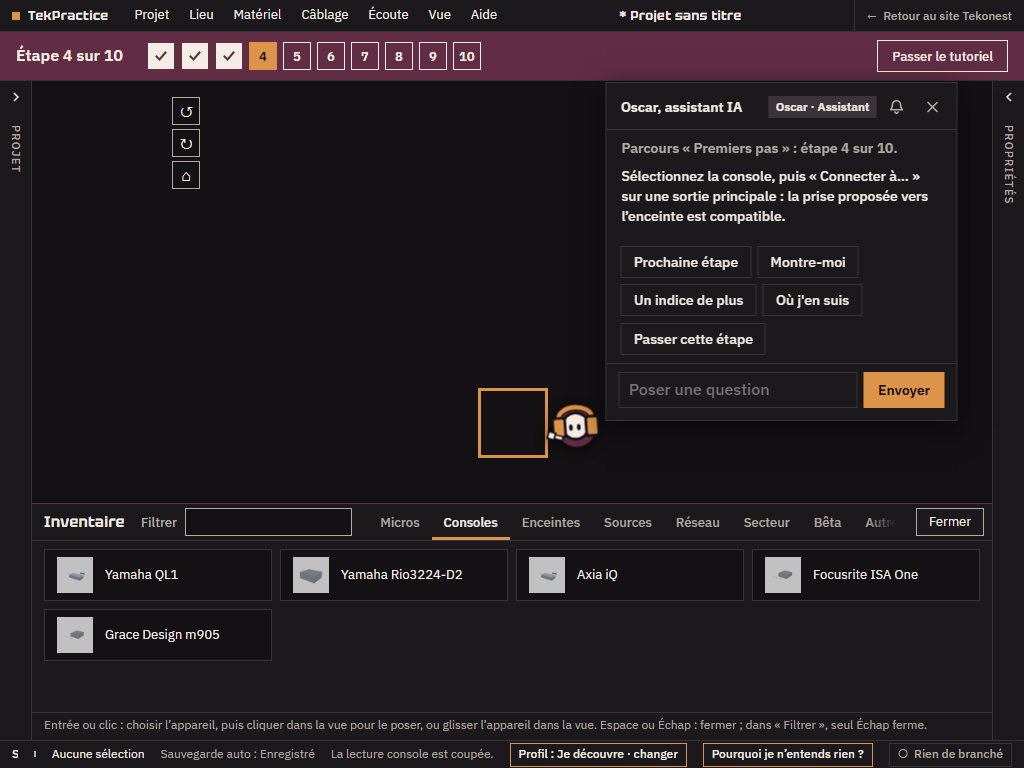 TekPractice Projet Lieu Matériel Câblage Écoute Vue Aide * Projet sans titre ← Retour au site Tekonest
Étape 4 sur 10 4 5 6 7 8 9 10 Passer le tutoriel
PROJET
PROPRIÉTÉS
Oscar, assistant IA Oscar · Assistant
Parcours « Premiers pas » : étape 4 sur 10.
Sélectionnez la console, puis « Connecter à… »
sur une sortie principale : la prise proposée vers
l'enceinte est compatible.
Prochaine étape Montre-moi
Un indice de plus Où j'en suis
Passer cette étape
Poser une question Envoyer
Inventaire Filtrer Micros Consoles Enceintes Sources Réseau Secteur Bêta Autr Fermer
Yamaha QL1 Yamaha Rio3224-D2 Axia iQ Focusrite ISA One
Grace Design m905
Entrée ou clic : choisir l'appareil, puis cliquer dans la vue pour le poser, ou glisser l'appareil dans la vue. Espace ou Échap : fermer ; dans « Filtrer », seul Échap ferme.
Aucune sélection Sauvegarde auto : Enregistré La lecture console est coupée. Profil : Je découvre · changer Pourquoi je n'entends rien ? Rien de branché